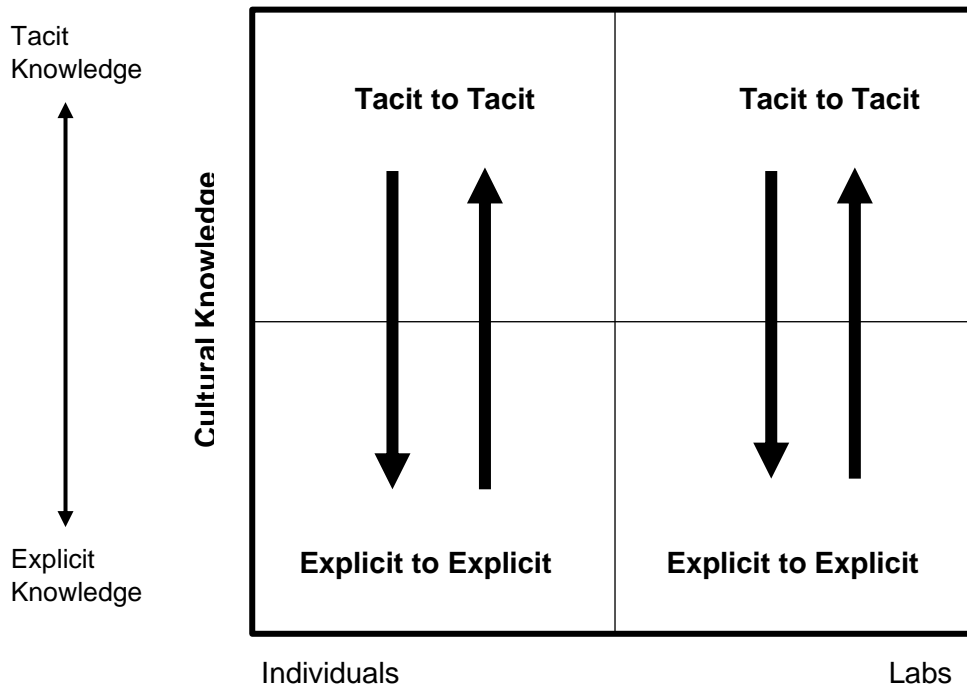 Tacit
Knowledge
Tacit to Tacit
Tacit to Tacit
Cultural Knowledge
Explicit
Knowledge
Explicit to Explicit
Explicit to Explicit
Individuals
Labs